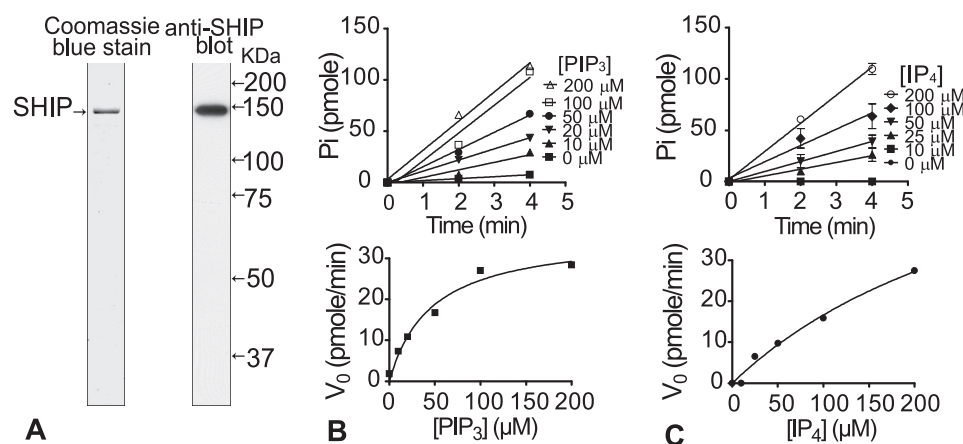 Coomassie
blue stain
anti-SHIP
blot
KDa
SHIP→
←200
←150
←100
←75
←50
←37
A
[PIP₃]
200 μM
100 μM
50 μM
20 μM
10 μM
0 μM
Pi (pmole)
150
100
50
0
0 1 2 3 4 5
Time (min)
V₀ (pmole/min)
30
20
10
0
0 50 100 150 200
[PIP₃] (μM)
B
[IP₄]
200 μM
100 μM
50 μM
25 μM
10 μM
0 μM
Pi (pmole)
150
100
50
0
0 1 2 3 4 5
Time (min)
V₀ (pmole/min)
30
20
10
0
0 50 100 150 200
[IP₄] (μM)
C